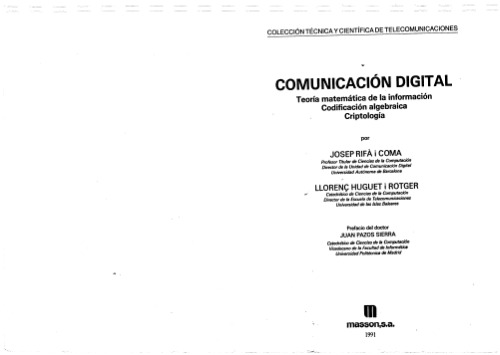 COLECCIÓN TÉCNICA Y CIENTÍFICA DE TELECOMUNICACIONES
COMUNICACIÓN DIGITAL
Teoría matemática de la información
Codificación algebraica
Criptología
por
JOSEP RIFÀ i COMA
Profesor Titular de Ciencias de la Computación
Director de la Unidad de Comunicación Digital
Universidad Autónoma de Barcelona
LLORENÇ HUGUET i ROTGER
Catedrático de Ciencias de la Computación
Director de la Escuela de Telecomunicaciones
Universidad de las Islas Baleares
Prefacio del doctor
JUAN PAZOS SIERRA
Catedrático de Ciencias de la Computación
Vicedecano de la Facultad de Informática
Universidad Politécnica de Madrid
m
masson,s.a.
1991